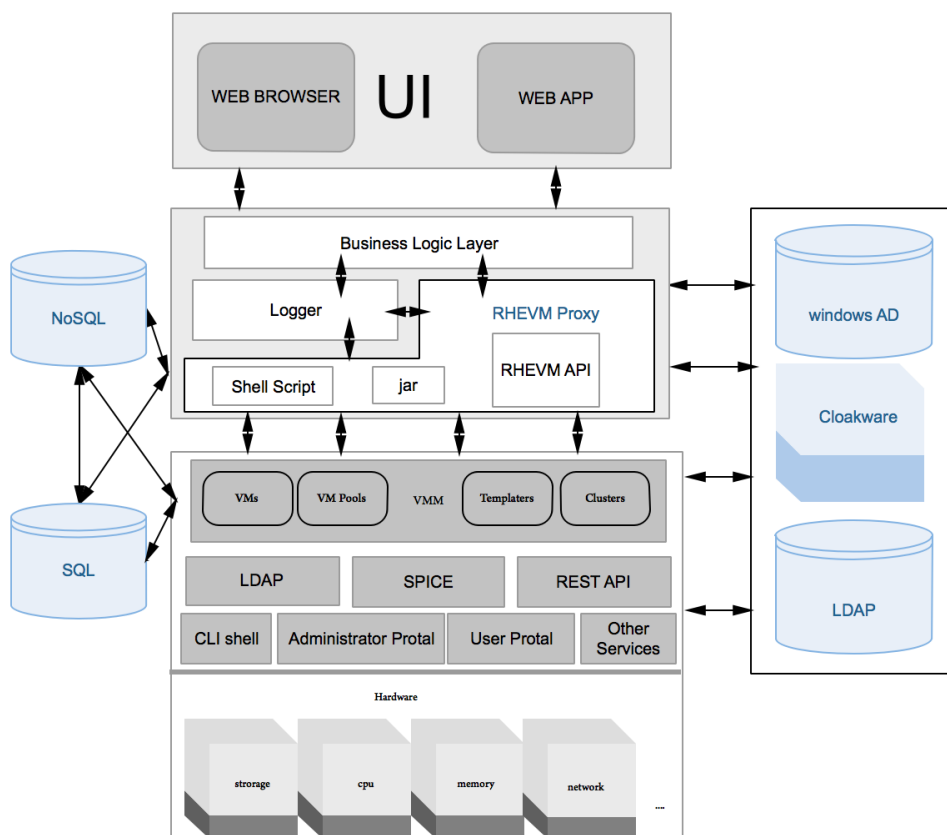 WEB BROWSER
UI
WEB APP
Business Logic Layer
Logger
RHEVM Proxy
RHEVM API
Shell Script
jar
NoSQL
SQL
windows AD
Cloakware
LDAP
VMs
VM Pools
VMM
Templaters
Clusters
LDAP
SPICE
REST API
CLI shell
Administrator Protal
User Protal
Other
Services
Hardware
strorage
cpu
memory
network
....